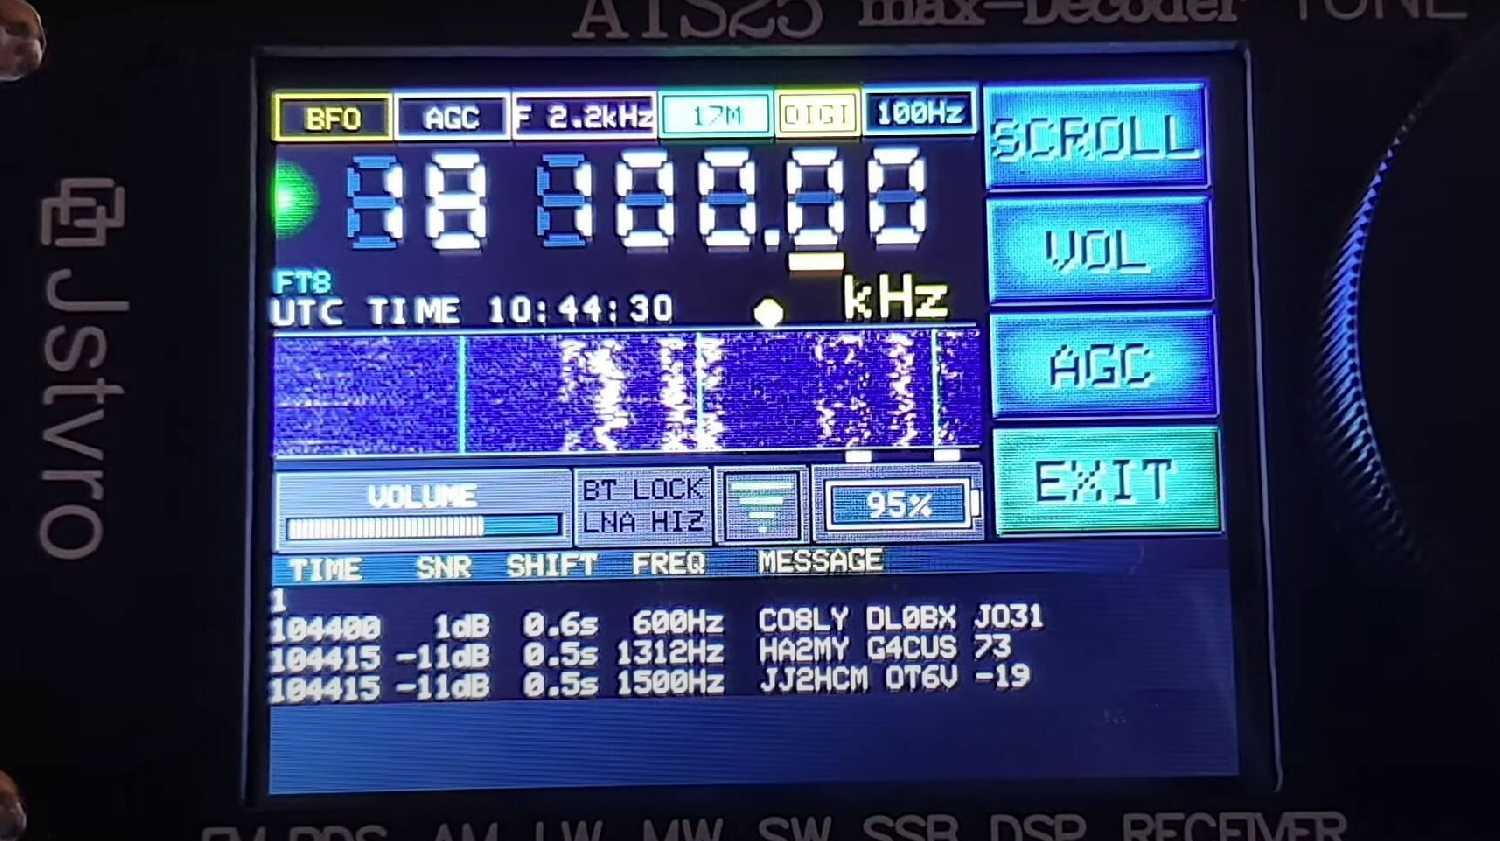 ATS25 max-Decoder TUNE
BFO AGC F 2.2kHz 17M DIGI 100Hz
SCROLL
18 100.00
VOL
FT8
kHz
UTC TIME 10:44:30
AGC
VOLUME
BT LOCK
LNA HIZ
95%
EXIT
TIME SNR SHIFT FREQ MESSAGE
1
104400 1dB 0.6s 600Hz CO8LY DL0BX JO31
104415 -11dB 0.5s 1312Hz HA2MY G4CUS 73
104415 -11dB 0.5s 1500Hz JJ2HCM OT6V -19
Jstvro
FM RDS AM LW MW SW SSB DSP RECEIVER